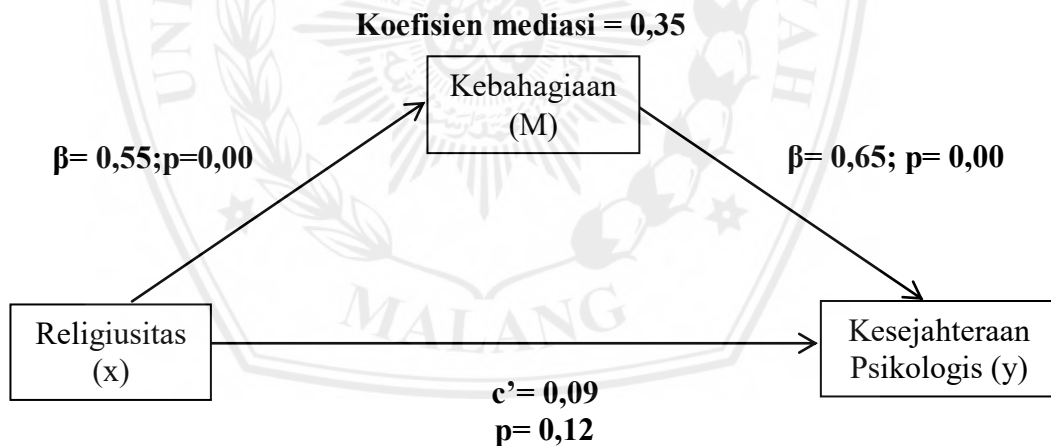 Koefisien mediasi = 0,35
Kebahagiaan
(M)
β= 0,55;p=0,00
β= 0,65; p= 0,00
MALANG
Religiusitas
(x)
Kesejahteraan
Psikologis (y)
c’= 0,09
p= 0,12